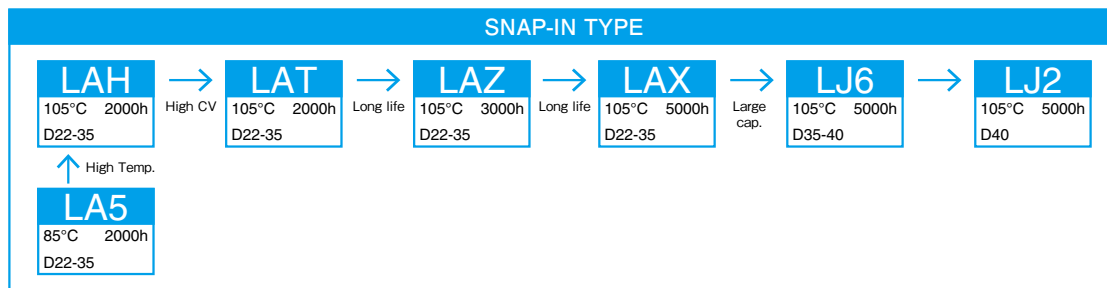 SNAP-IN TYPE
LAH
105°C 2000h
D22-35
High CV
LAT
105°C 2000h
D22-35
Long life
LAZ
105°C 3000h
D22-35
Long life
LAX
105°C 5000h
D22-35
Large
cap.
LJ6
105°C 5000h
D35-40
LJ2
105°C 5000h
D40
High Temp.
LA5
85°C 2000h
D22-35